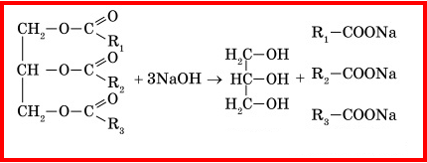 CH₂–O–C=O
R₁
CH –O–C=O
R₂
CH₂–O–C=O
R₃
+ 3NaOH →
H₂C–OH
HC–OH
H₂C–OH
+
R₁–COONa
R₂–COONa
R₃–COONa